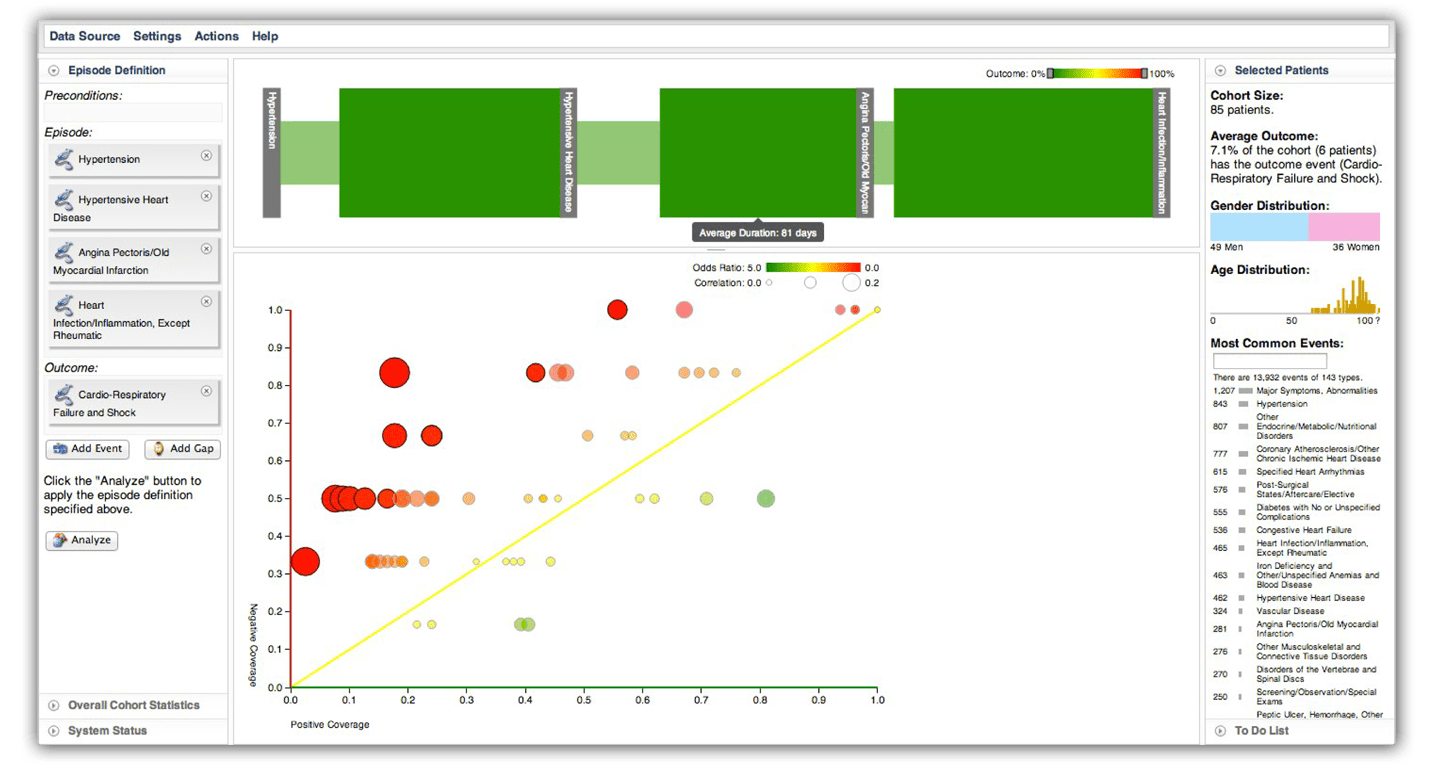 Data Source Settings Actions Help
Episode Definition
Preconditions:
Episode:
Hypertension
Hypertensive Heart
Disease
Angina Pectoris/Old
Myocardial Infarction
Heart
Infection/Inflammation, Except
Rheumatic
Outcome:
Cardio-Respiratory
Failure and Shock
Add Event Add Gap
Click the "Analyze" button to
apply the episode definition
specified above.
Analyze
Overall Cohort Statistics
System Status
Outcome: 0% 100%
Hypertension
Hypertensive Heart Disease
Angina Pectoris/Old Myocar
Heart Infection/Inflammation
Average Duration: 81 days
Odds Ratio: 5.0 0.0
Correlation: 0.0 0.2
1.0
0.9
0.8
0.7
0.6
0.5
0.4
0.3
0.2
0.1
0.0
Negative Coverage
0.0 0.1 0.2 0.3 0.4 0.5 0.6 0.7 0.8 0.9 1.0
Positive Coverage
Selected Patients
Cohort Size:
85 patients.
Average Outcome:
7.1% of the cohort (6 patients)
has the outcome event (Cardio-
Respiratory Failure and Shock).
Gender Distribution:
49 Men 36 Women
Age Distribution:
0 50 100 ?
Most Common Events:
There are 13,932 events of 143 types.
1,207 Major Symptoms, Abnormalities
843 Hypertension
807 Other
Endocrine/Metabolic/Nutritional
Disorders
777 Coronary Atherosclerosis/Other
Chronic Ischemic Heart Disease
615 Specified Heart Arrhythmias
576 Post-Surgical
States/Aftercare/Elective
555 Diabetes with No or Unspecified
Complications
536 Congestive Heart Failure
465 Heart Infection/Inflammation,
Except Rheumatic
463 Iron Deficiency and
Other/Unspecified Anemias and
Blood Disease
462 Hypertensive Heart Disease
324 Vascular Disease
281 Angina Pectoris/Old Myocardial
Infarction
276 Other Musculoskeletal and
Connective Tissue Disorders
270 Disorders of the Vertebrae and
Spinal Discs
250 Screening/Observation/Special
Exams
Peptic Ulcer, Hemorrhage, Other
To Do List